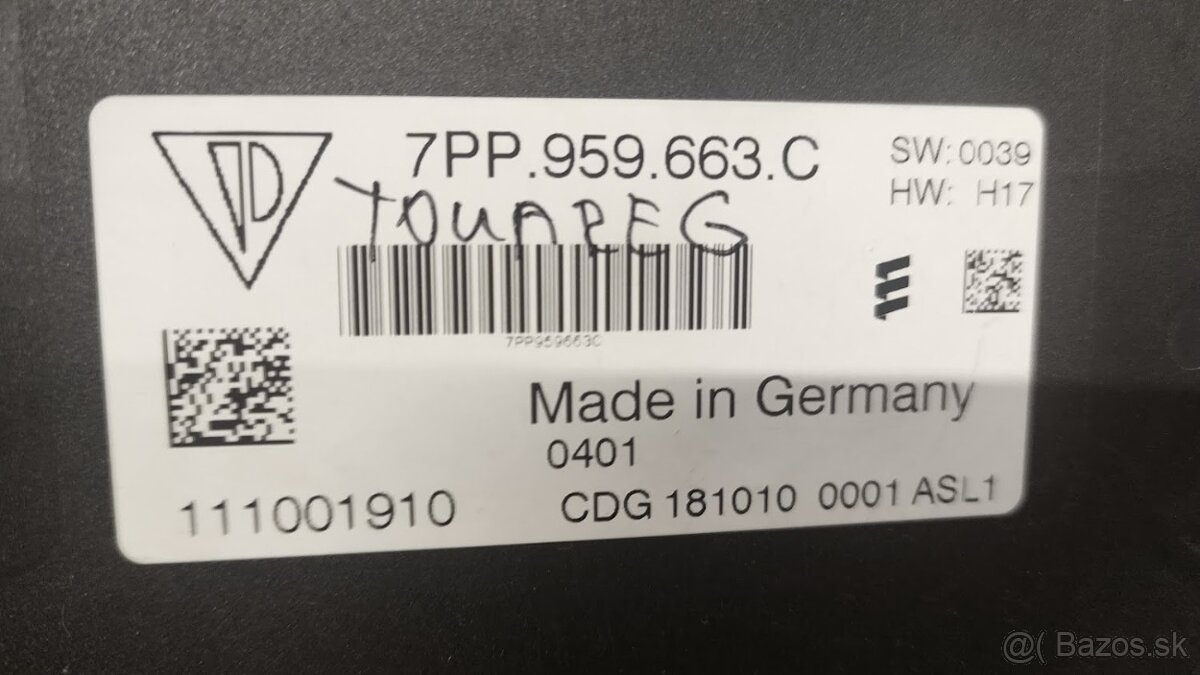 7PP.959.663.C
SW:0039
HW: H17
TOUAREG
7PP959663C
Made in Germany
0401
111001910
CDG 181010 0001 ASL1
@( Bazos.sk